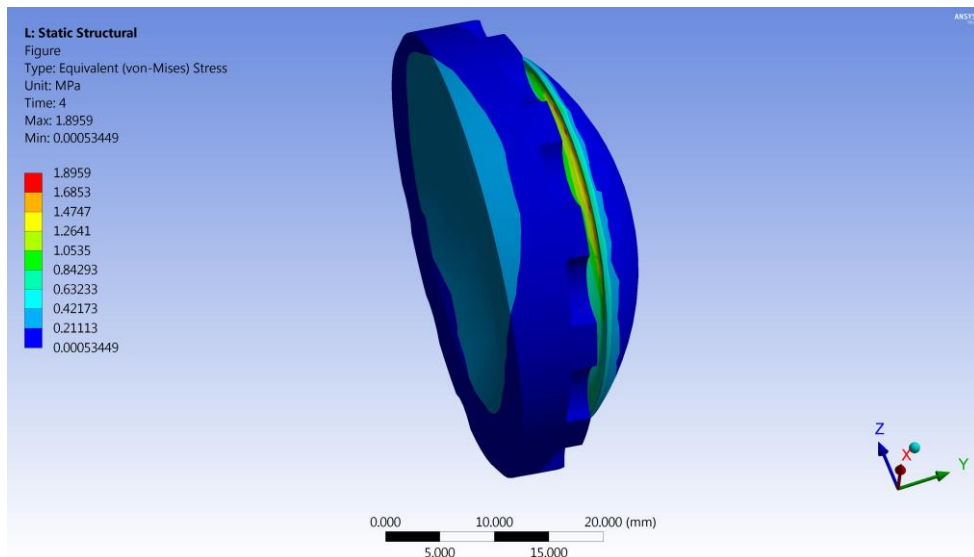 ANSYS
L: Static Structural
Figure
Type: Equivalent (von-Mises) Stress
Unit: MPa
Time: 4
Max: 1.8959
Min: 0.00053449
1.8959
1.6853
1.4747
1.2641
1.0535
0.84293
0.63233
0.42173
0.21113
0.00053449
Z
X
Y
0.000 10.000 20.000 (mm)
5.000 15.000